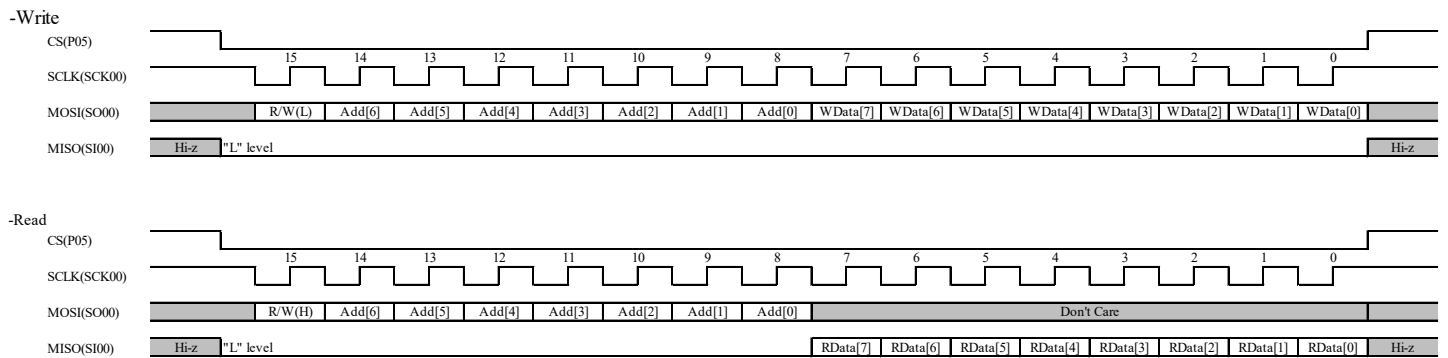 -Write
CS(P05)
15 14 13 12 11 10 9 8 7 6 5 4 3 2 1 0
SCLK(SCK00)
MOSI(SO00) R/W(L) Add[6] Add[5] Add[4] Add[3] Add[2] Add[1] Add[0] WData[7] WData[6] WData[5] WData[4] WData[3] WData[2] WData[1] WData[0]
MISO(SI00) Hi-z "L" level Hi-z
-Read
CS(P05)
15 14 13 12 11 10 9 8 7 6 5 4 3 2 1 0
SCLK(SCK00)
MOSI(SO00) R/W(H) Add[6] Add[5] Add[4] Add[3] Add[2] Add[1] Add[0] Don't Care
MISO(SI00) Hi-z "L" level RData[7] RData[6] RData[5] RData[4] RData[3] RData[2] RData[1] RData[0] Hi-z